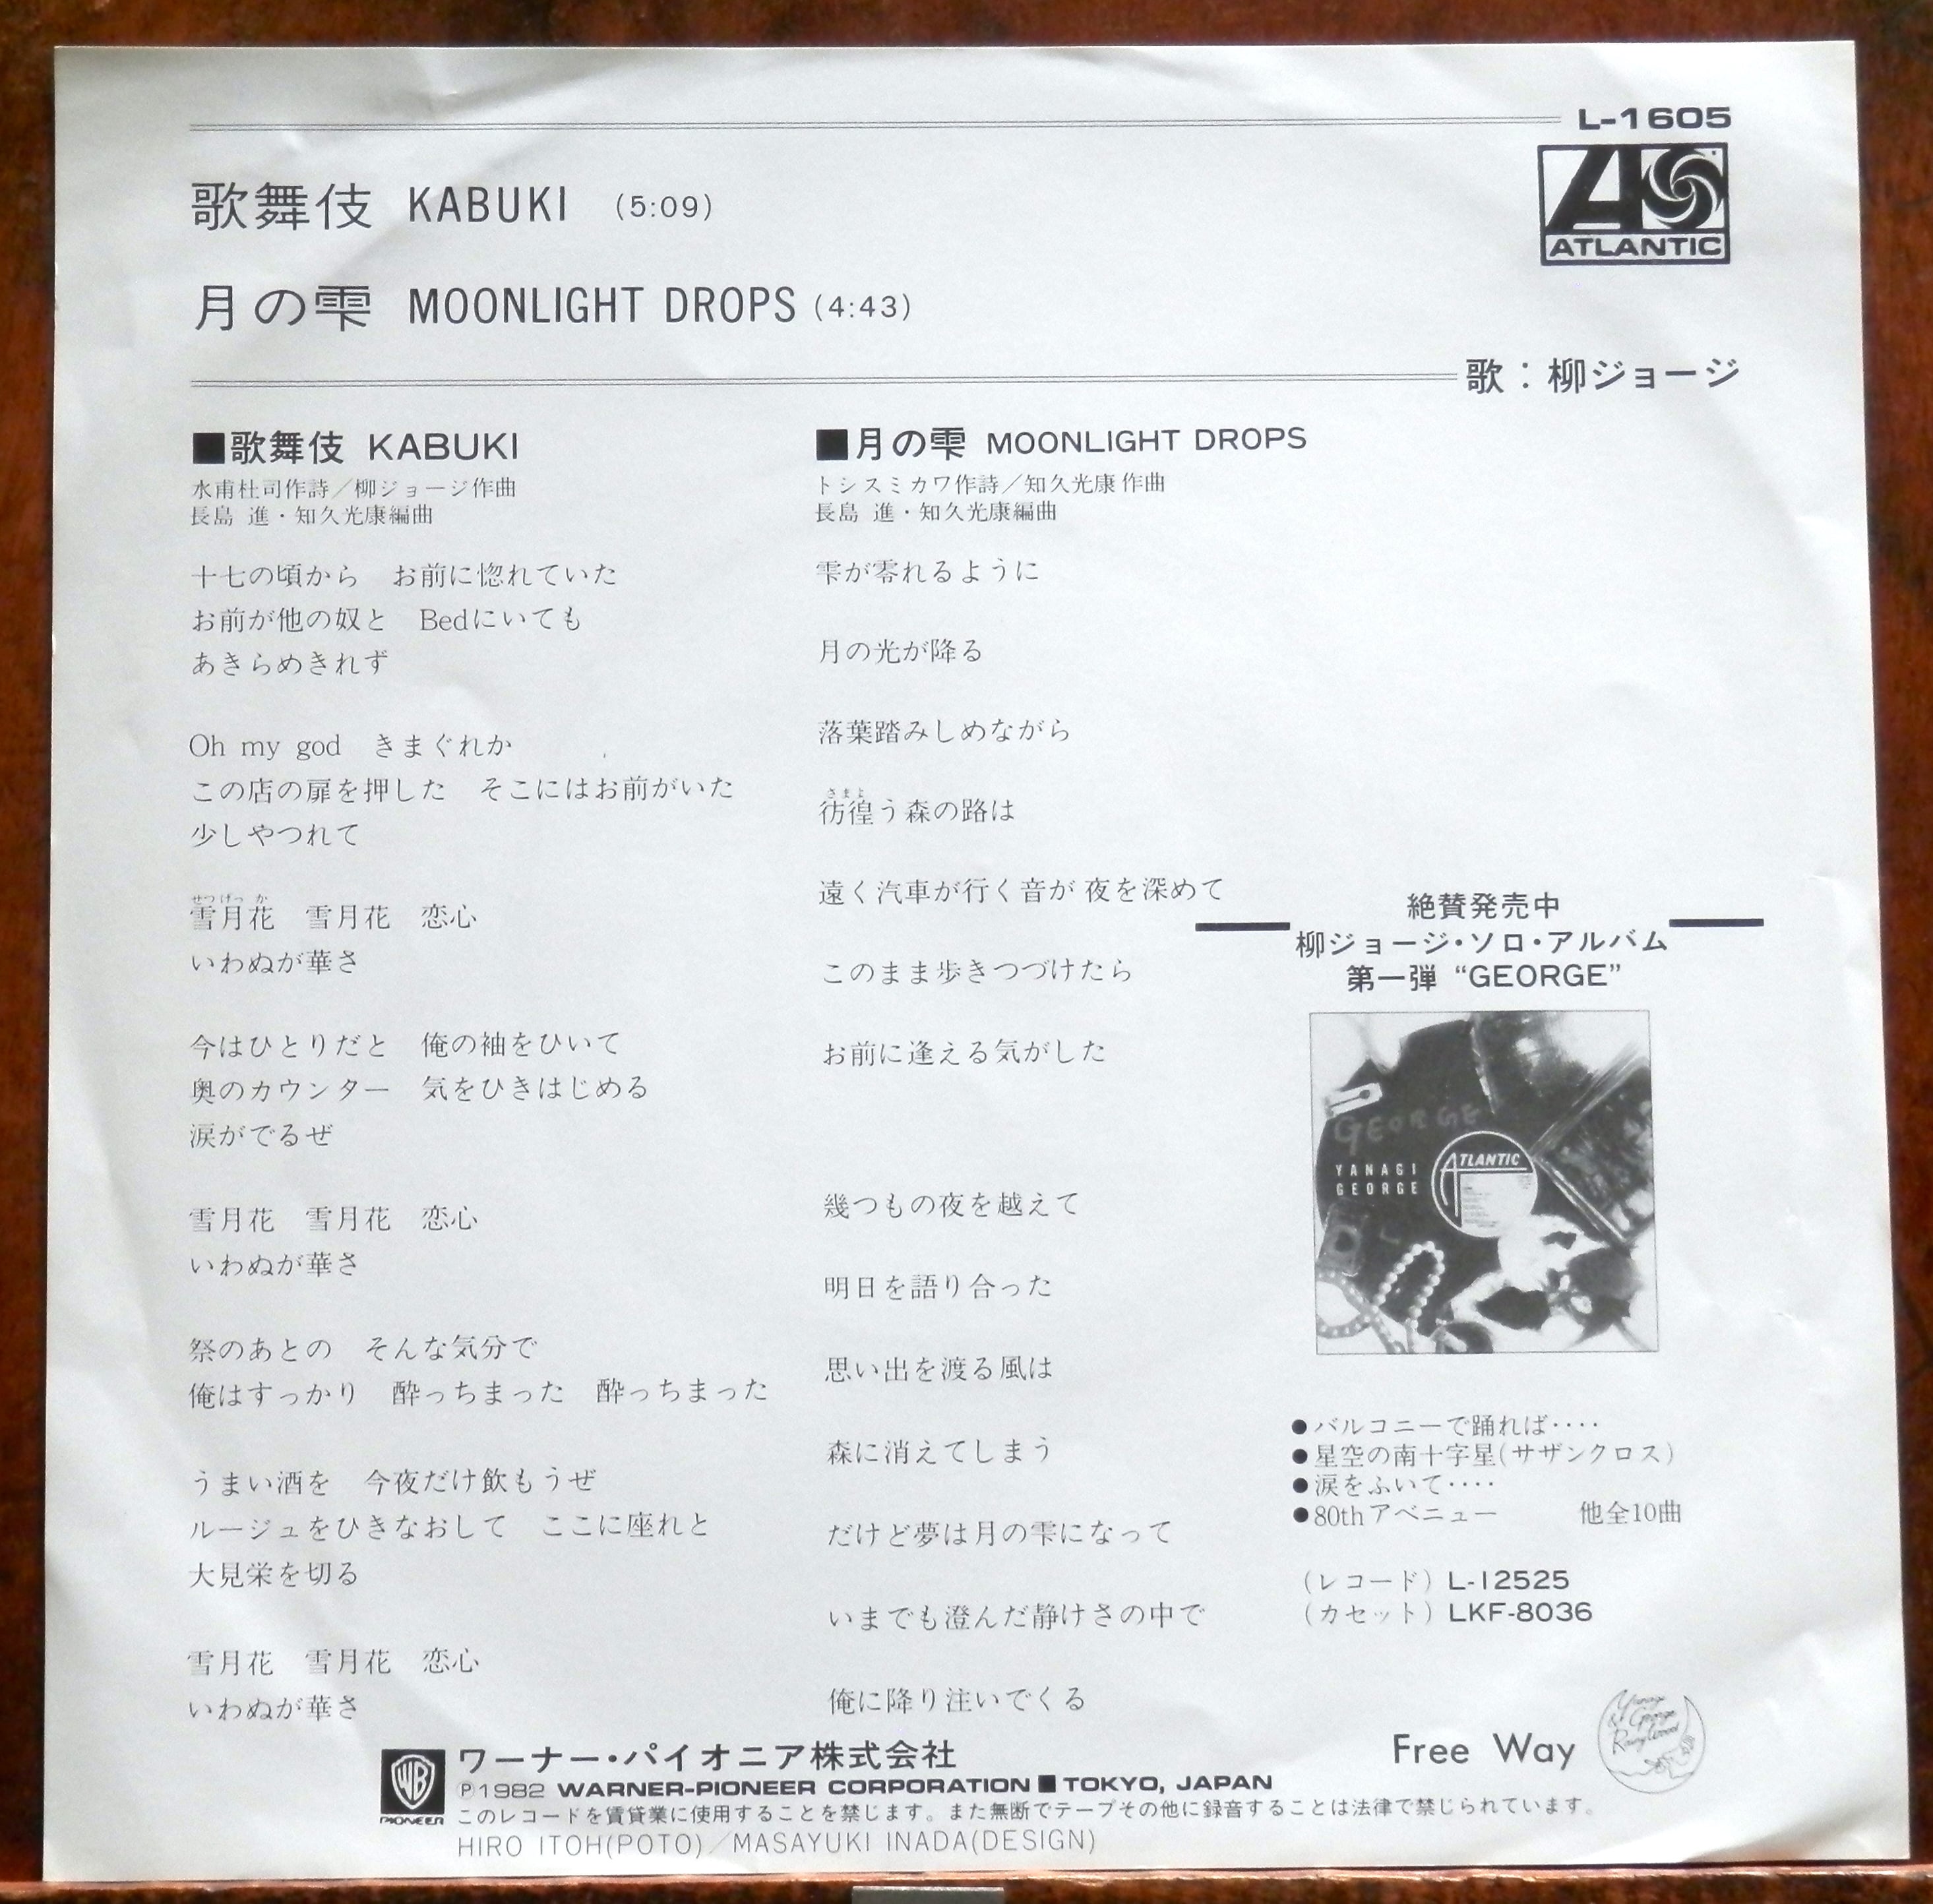 L-1605
ATLANTIC
歌舞伎 KABUKI (5:09)
月の雫 MOONLIGHT DROPS (4:43)
歌：柳ジョージ
■歌舞伎 KABUKI
水甫杜司作詩／柳ジョージ作曲
長島 進・知久光康編曲
十七の頃から　お前に惚れていた
お前が他の奴と　Bedにいても
あきらめきれず
Oh my god　きまぐれか
この店の扉を押した　そこにはお前がいた
少しやつれて
せつげっか
雪月花　雪月花　恋心
いわぬが華さ
今はひとりだと　俺の袖をひいて
奥のカウンター　気をひきはじめる
涙がでるぜ
雪月花　雪月花　恋心
いわぬが華さ
祭のあとの　そんな気分で
俺はすっかり　酔っちまった　酔っちまった
うまい酒を　今夜だけ飲もうぜ
ルージュをひきなおして　ここに座れと
大見栄を切る
雪月花　雪月花　恋心
いわぬが華さ
■月の雫 MOONLIGHT DROPS
トシスミカワ作詩／知久光康作曲
長島 進・知久光康編曲
雫が零れるように
月の光が降る
落葉踏みしめながら
さまよ
彷徨う森の路は
遠く汽車が行く音が 夜を深めて
このまま歩きつづけたら
お前に逢える気がした
幾つもの夜を越えて
明日を語り合った
思い出を渡る風は
森に消えてしまう
だけど夢は月の雫になって
いまでも澄んだ静けさの中で
俺に降り注いでくる
絶賛発売中
柳ジョージ・ソロ・アルバム
第一弾 “GEORGE”
GEORGE
YANAGI
GEORGE
ATLANTIC
●バルコニーで踊れば････
●星空の南十字星(サザンクロス)
●涙をふいて････
●80thアベニュー　他全10曲
(レコード) L-12525
(カセット) LKF-8036
Free Way
ワーナー・パイオニア株式会社
Ⓟ1982 WARNER-PIONEER CORPORATION ■ TOKYO, JAPAN
PIONEER
このレコードを賃貸業に使用することを禁じます。また無断でテープその他に録音することは法律で禁じられています。
HIRO ITOH(POTO)／MASAYUKI INADA(DESIGN)